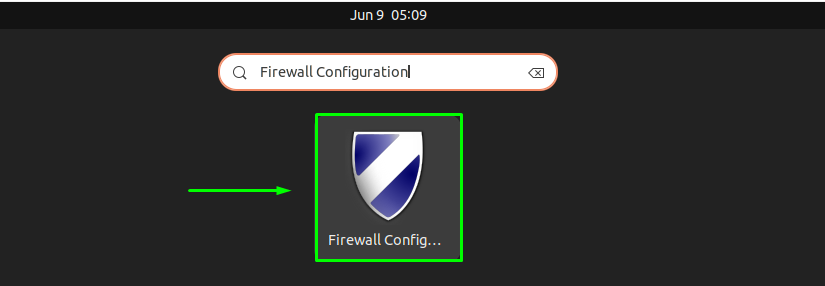 Jun 9 05:09
Firewall Configuration
Firewall Config...